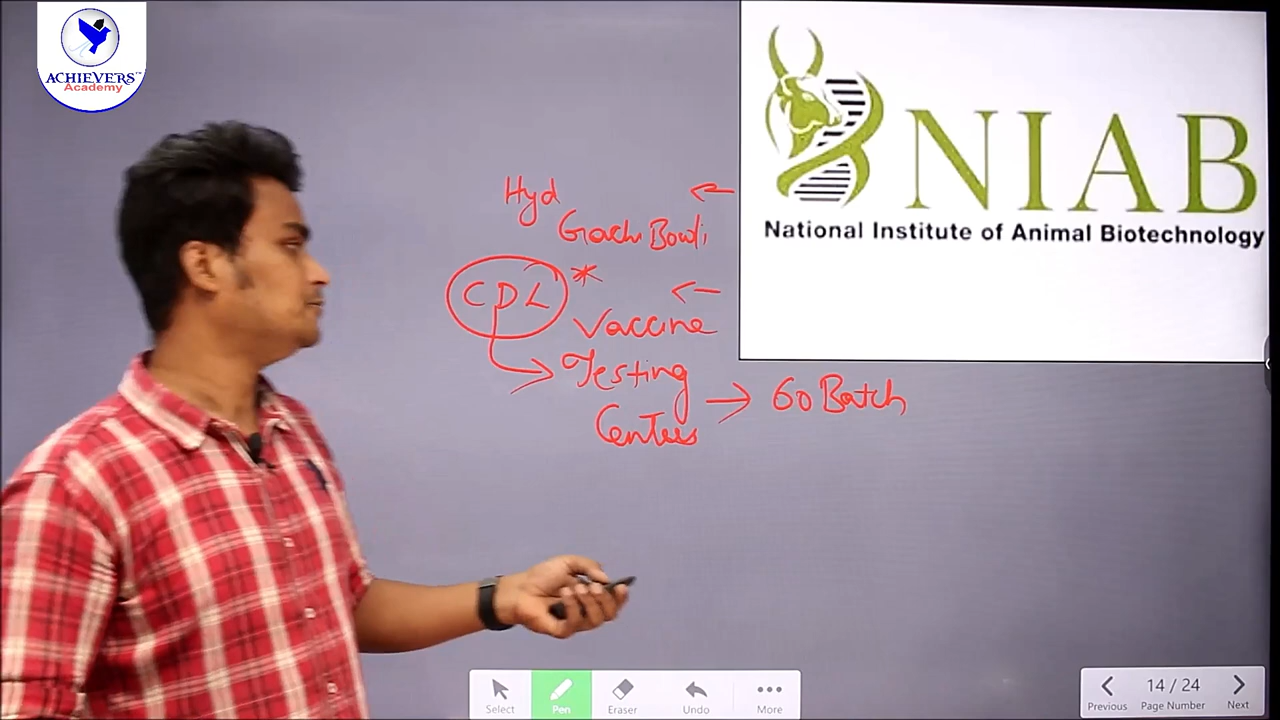 ACHIEVERS™
Academy
NIAB
National Institute of Animal Biotechnology
Hyd
Gachi Bowli
CDL *
Vaccine
Testing
Centres
60 Batch
Select
Pen
Eraser
Undo
More
14 / 24
Previous
Page Number
Next